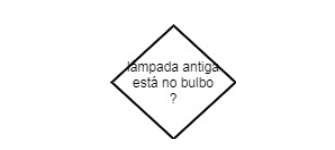 lâmpada antiga
está no bulbo
?